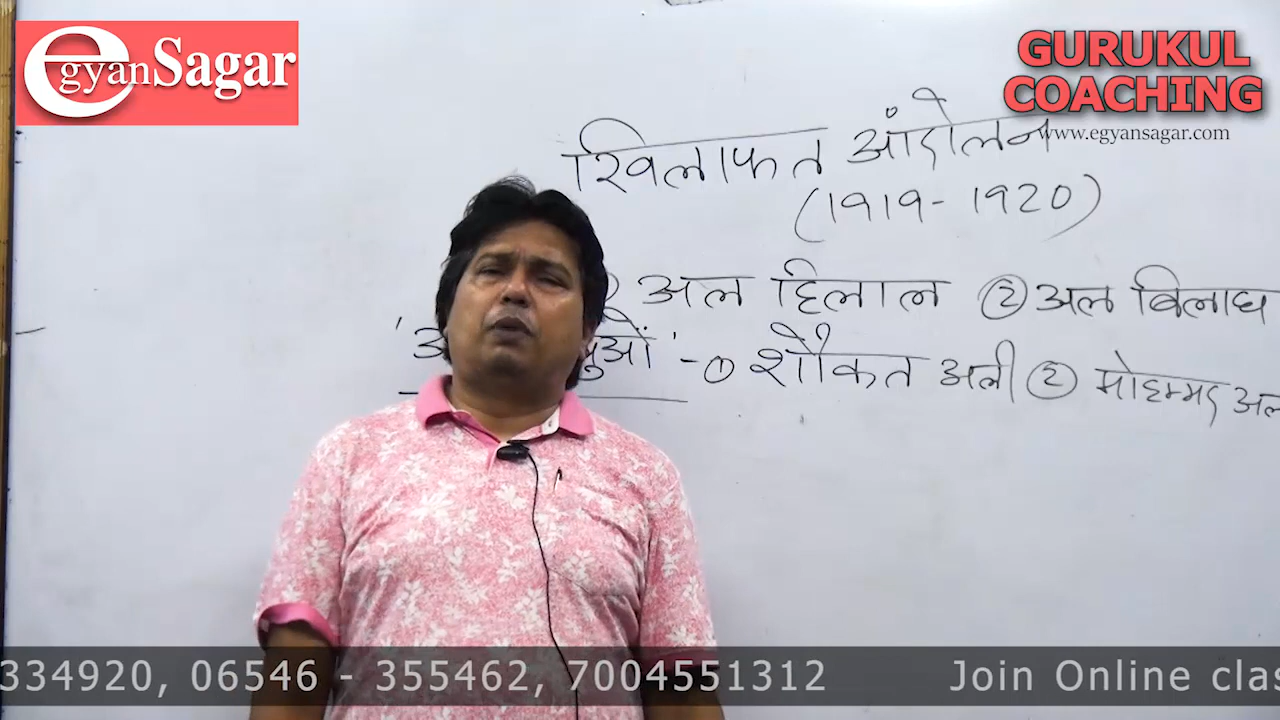 egyanSagar
GURUKUL
COACHING
www.egyansagar.com
खिलाफत आंदोलन
(1919-1920)
अल हिलाल ② अल बिलाघ
'अ ुओं' - ① शौकत अली ② मोहम्मद अल
334920, 06546 - 355462, 7004551312 Join Online clas